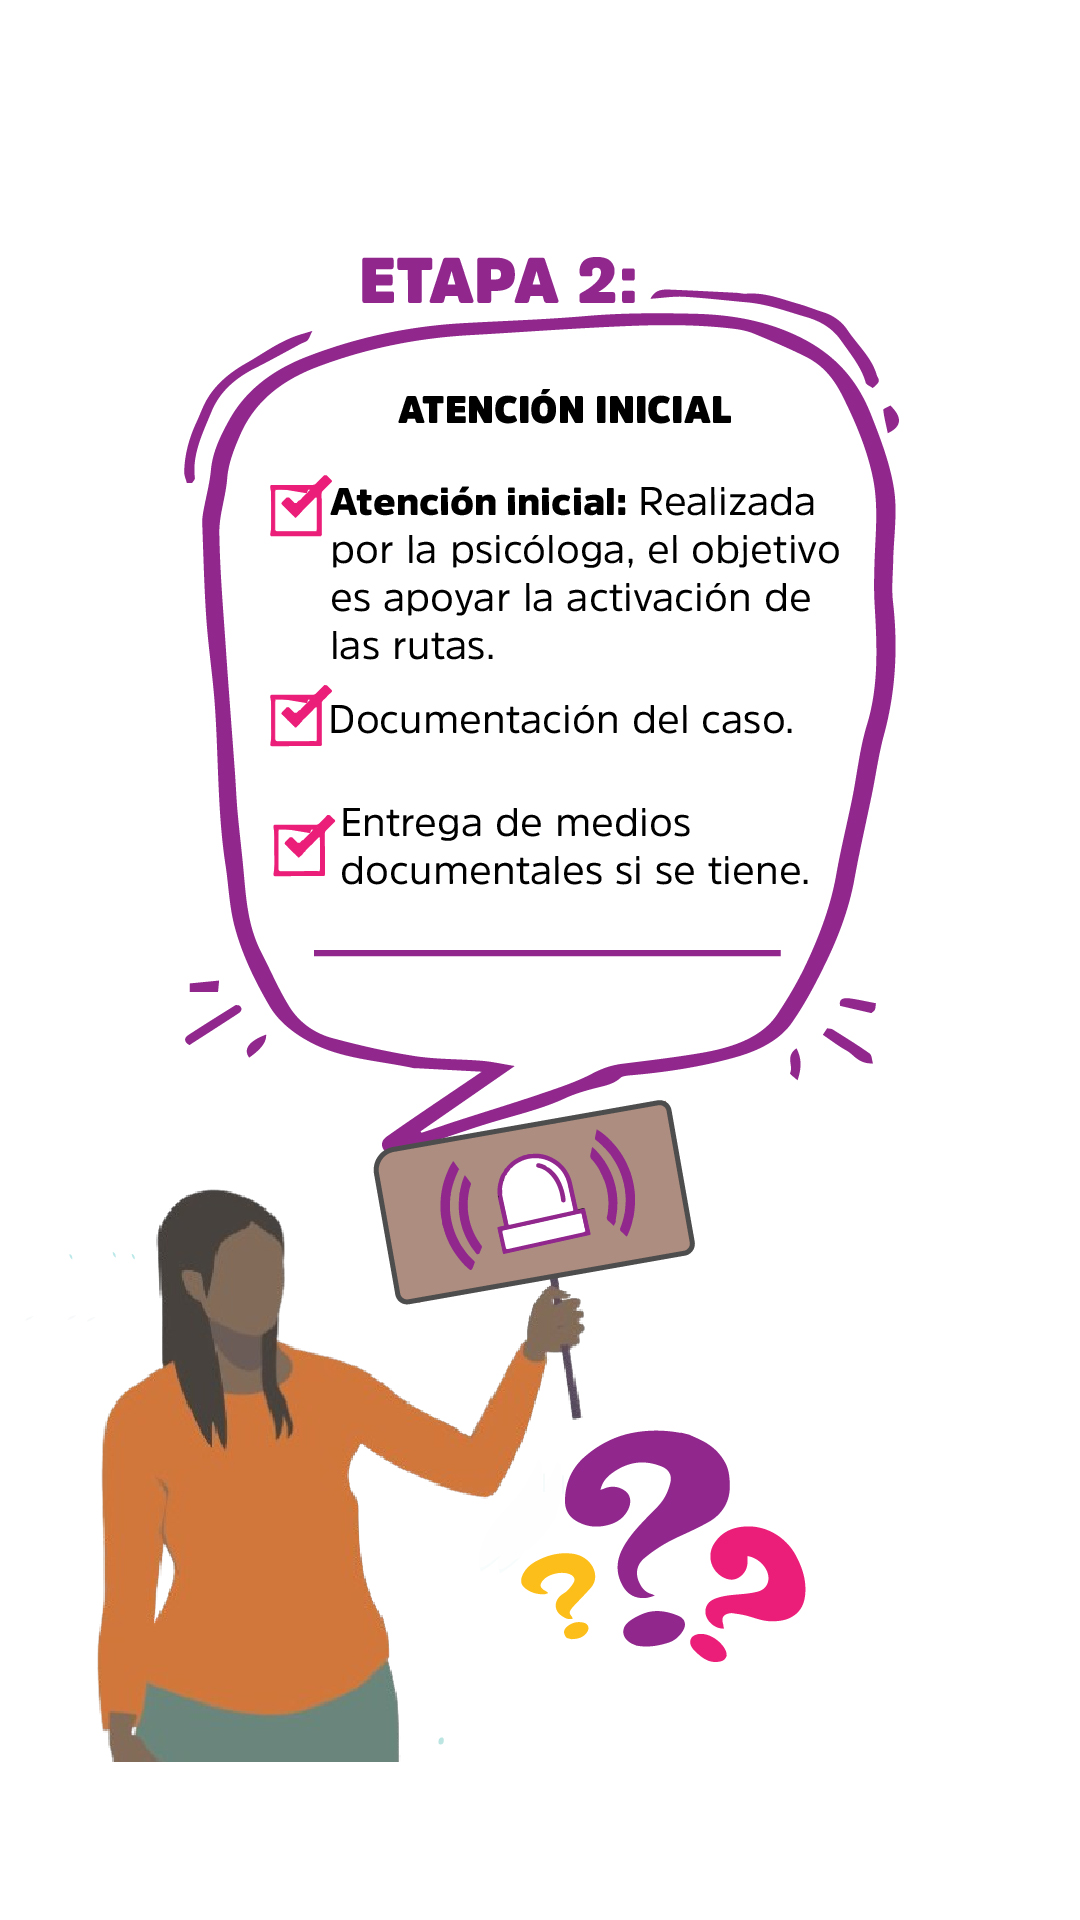 ETAPA 2:
ATENCIÓN INICIAL
Atención inicial: Realizada
por la psicóloga, el objetivo
es apoyar la activación de
las rutas.
Documentación del caso.
Entrega de medios
documentales si se tiene.
???